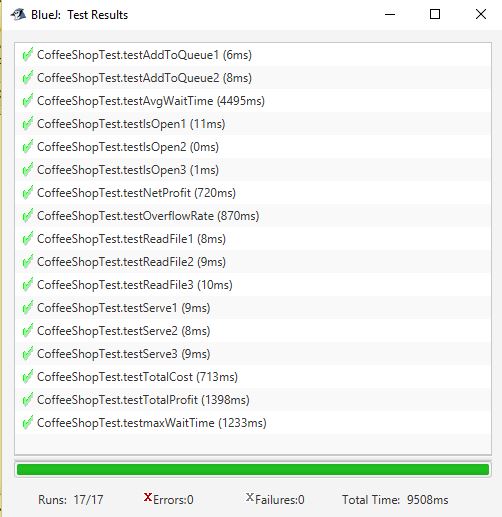 BlueJ: Test Results
CoffeeShopTest.testAddToQueue1 (6ms)
CoffeeShopTest.testAddToQueue2 (8ms)
CoffeeShopTest.testAvgWaitTime (4495ms)
CoffeeShopTest.testIsOpen1 (11ms)
CoffeeShopTest.testIsOpen2 (0ms)
CoffeeShopTest.testIsOpen3 (1ms)
CoffeeShopTest.testNetProfit (720ms)
CoffeeShopTest.testOverflowRate (870ms)
CoffeeShopTest.testReadFile1 (8ms)
CoffeeShopTest.testReadFile2 (9ms)
CoffeeShopTest.testReadFile3 (10ms)
CoffeeShopTest.testServe1 (9ms)
CoffeeShopTest.testServe2 (8ms)
CoffeeShopTest.testServe3 (9ms)
CoffeeShopTest.testTotalCost (713ms)
CoffeeShopTest.testTotalProfit (1398ms)
CoffeeShopTest.testmaxWaitTime (1233ms)
Runs: 17/17 Errors:0 Failures:0 Total Time: 9508ms